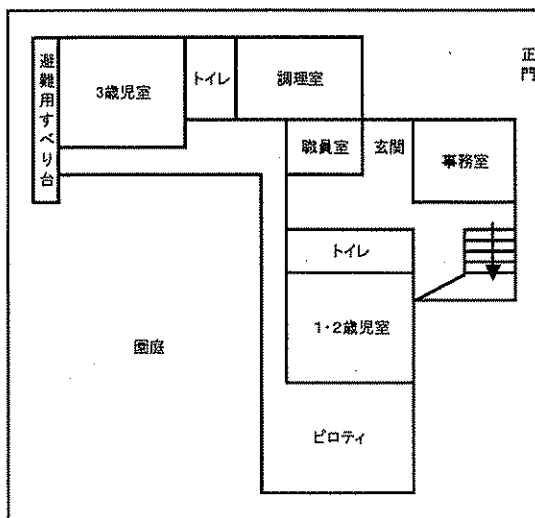 避難用すべり台
3歳児室
トイレ
調理室
正門
職員室
玄関
事務室
トイレ
1・2歳児室
園庭
ピロティ